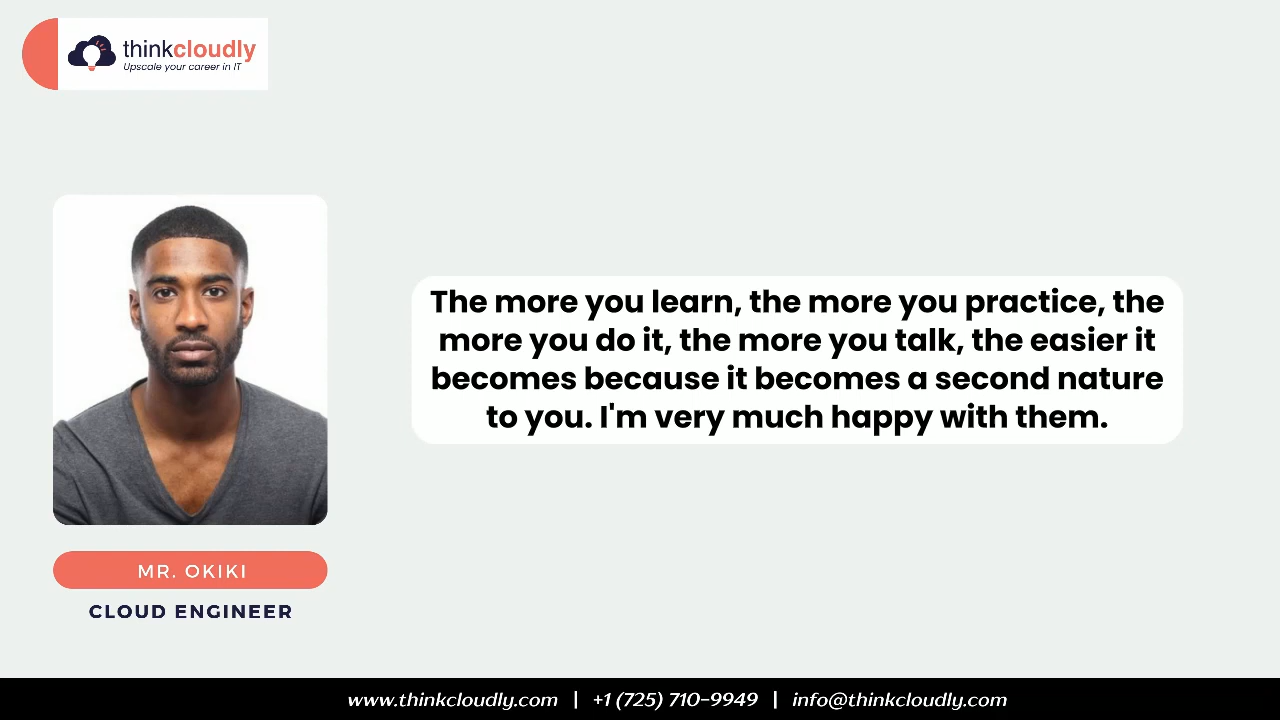 thinkcloudly
Upscale your career in IT
The more you learn, the more you practice, the
more you do it, the more you talk, the easier it
becomes because it becomes a second nature
to you. I'm very much happy with them.
MR. OKIKI
CLOUD ENGINEER
www.thinkcloudly.com | +1 (725) 710-9949 | info@thinkcloudly.com